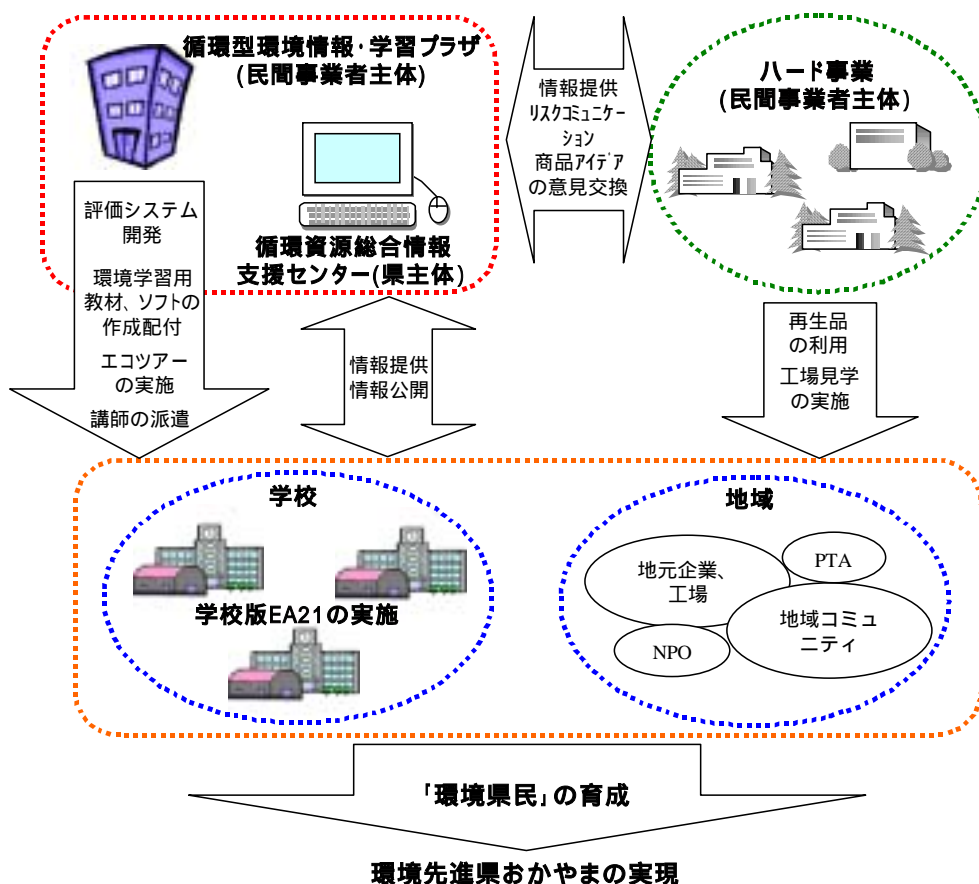 循環型環境情報・学習プラザ
(民間事業者主体)
循環資源総合情報
支援センター(県主体)
情報提供
ﾘｽｸｺﾐｭﾆｹｰ
ｼｮﾝ
商品ｱｲﾃﾞｱ
の意見交換
ハード事業
(民間事業者主体)
評価システム
開発
環境学習用
教材、ソフトの
作成配付
エコツアー
の実施
講師の派遣
情報提供
情報公開
再生品
の利用
工場見学
の実施
学校
学校版EA21の実施
地域
地元企業、
工場
PTA
NPO
地域コミュ
ニティ
「環境県民」の育成
環境先進県おかやまの実現